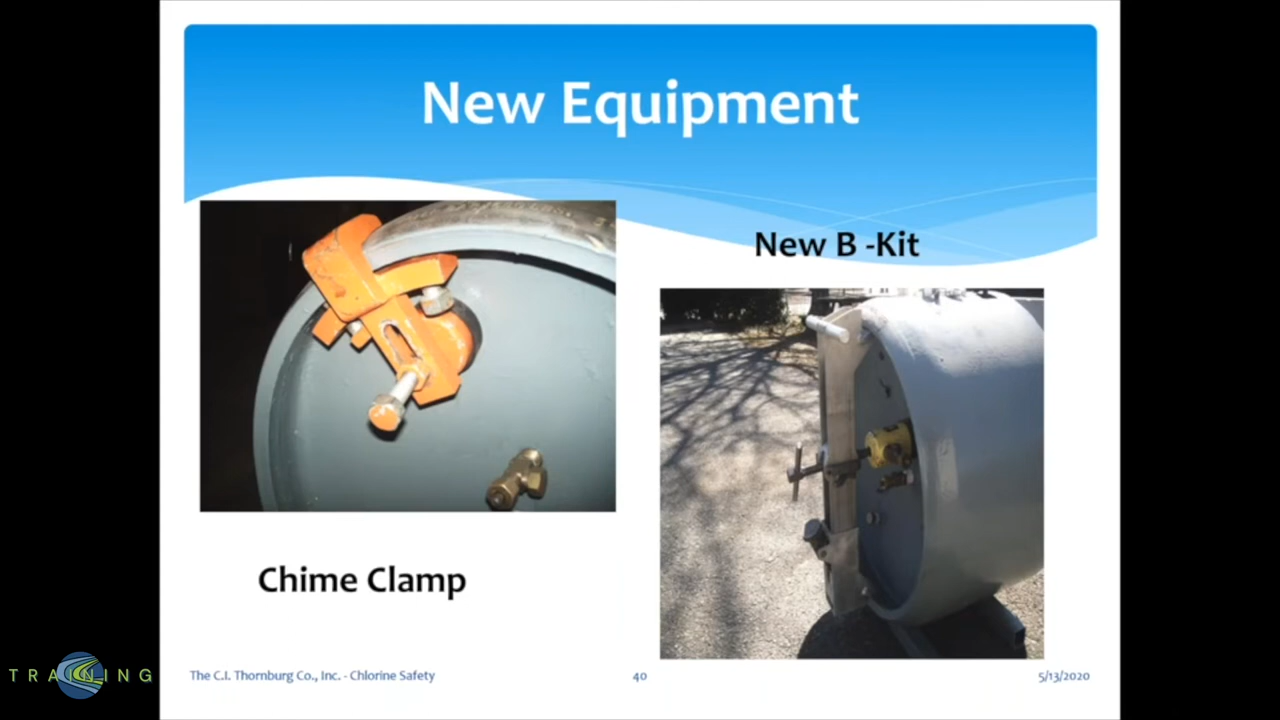 New Equipment
New B -Kit
Chime Clamp
TRAINING
The C.I. Thornburg Co., Inc. - Chlorine Safety
40
5/13/2020